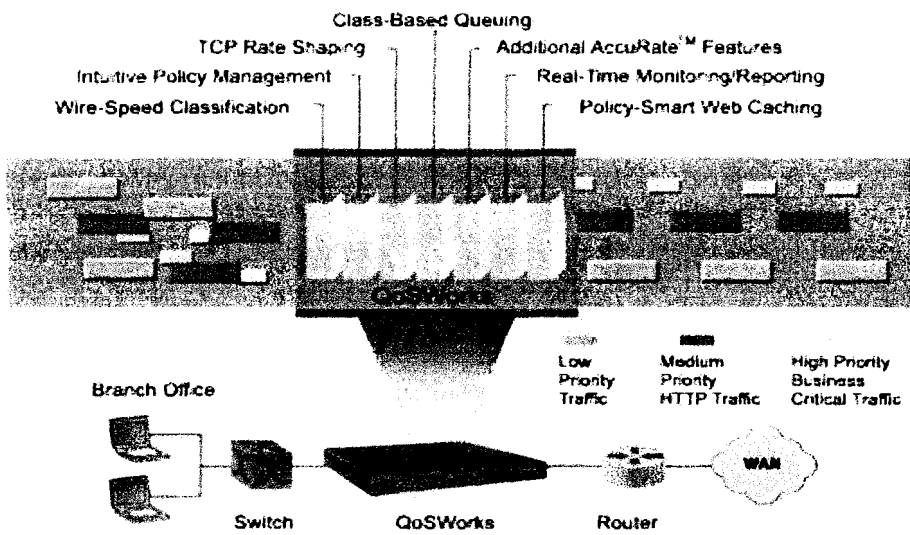 Class-Based Queuing
TCP Rate Shaping
Additional AccuRate™ Features
Intuitive Policy Management
Real-Time Monitoring/Reporting
Wire-Speed Classification
Policy-Smart Web Caching
QoSWorks
Low Priority Traffic
Medium Priority HTTP Traffic
High Priority Business Critical Traffic
Branch Office
WAN
Switch
QoSWorks
Router